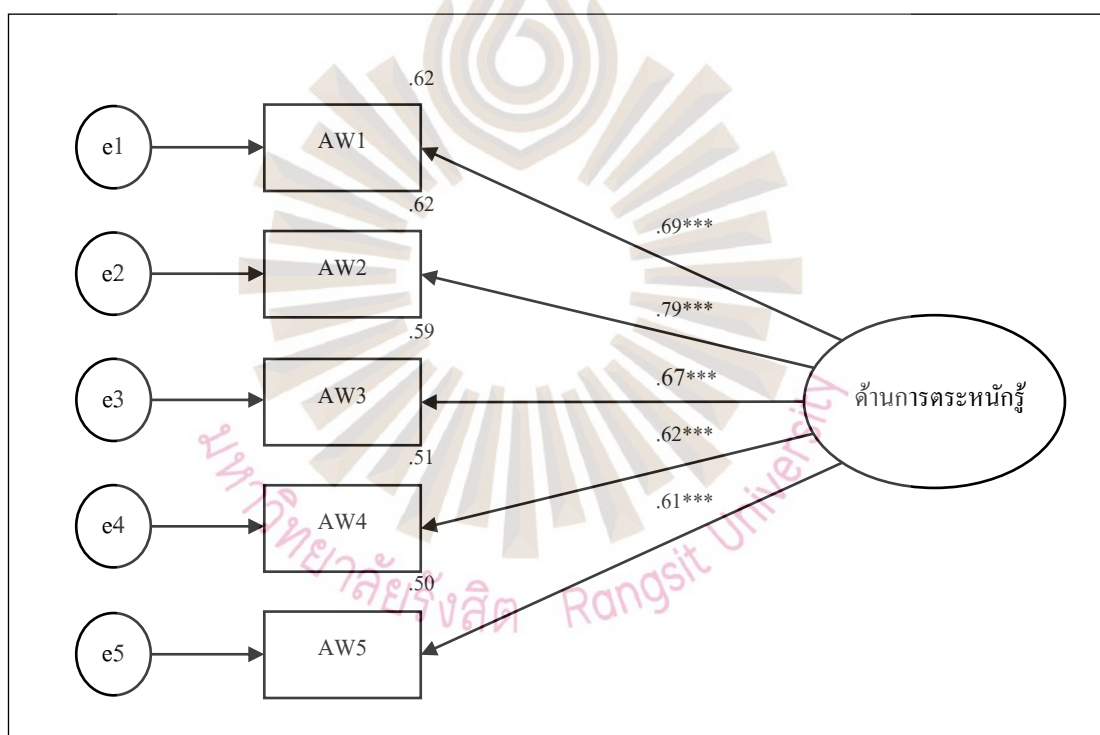 .62
e1
AW1
.62
.69***
e2
AW2
.79***
.59
e3
AW3
.67***
ด้านการตระหนักรู้
.51
.62***
e4
AW4
.61***
.50
e5
AW5
มหาวิทยาลัยรังสิต Rangsit University